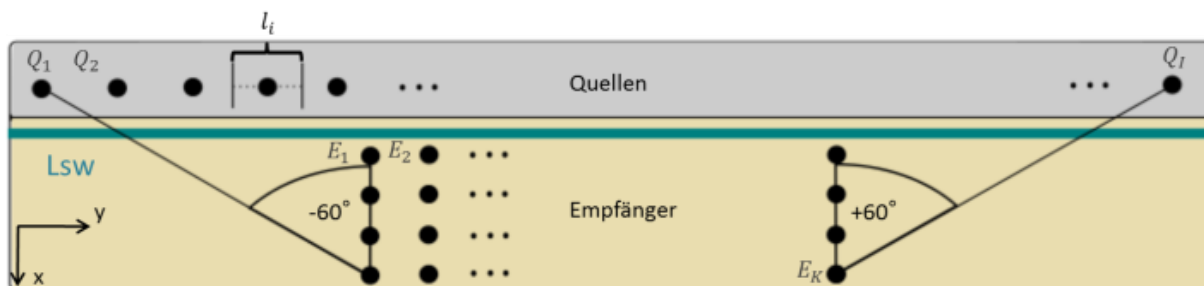 l_i
Q_1 Q_2 Q_I
... Quellen ...
E_1 E_2 ...
Lsw
...
-60° Empfänger +60°
y
...
E_K
...
x